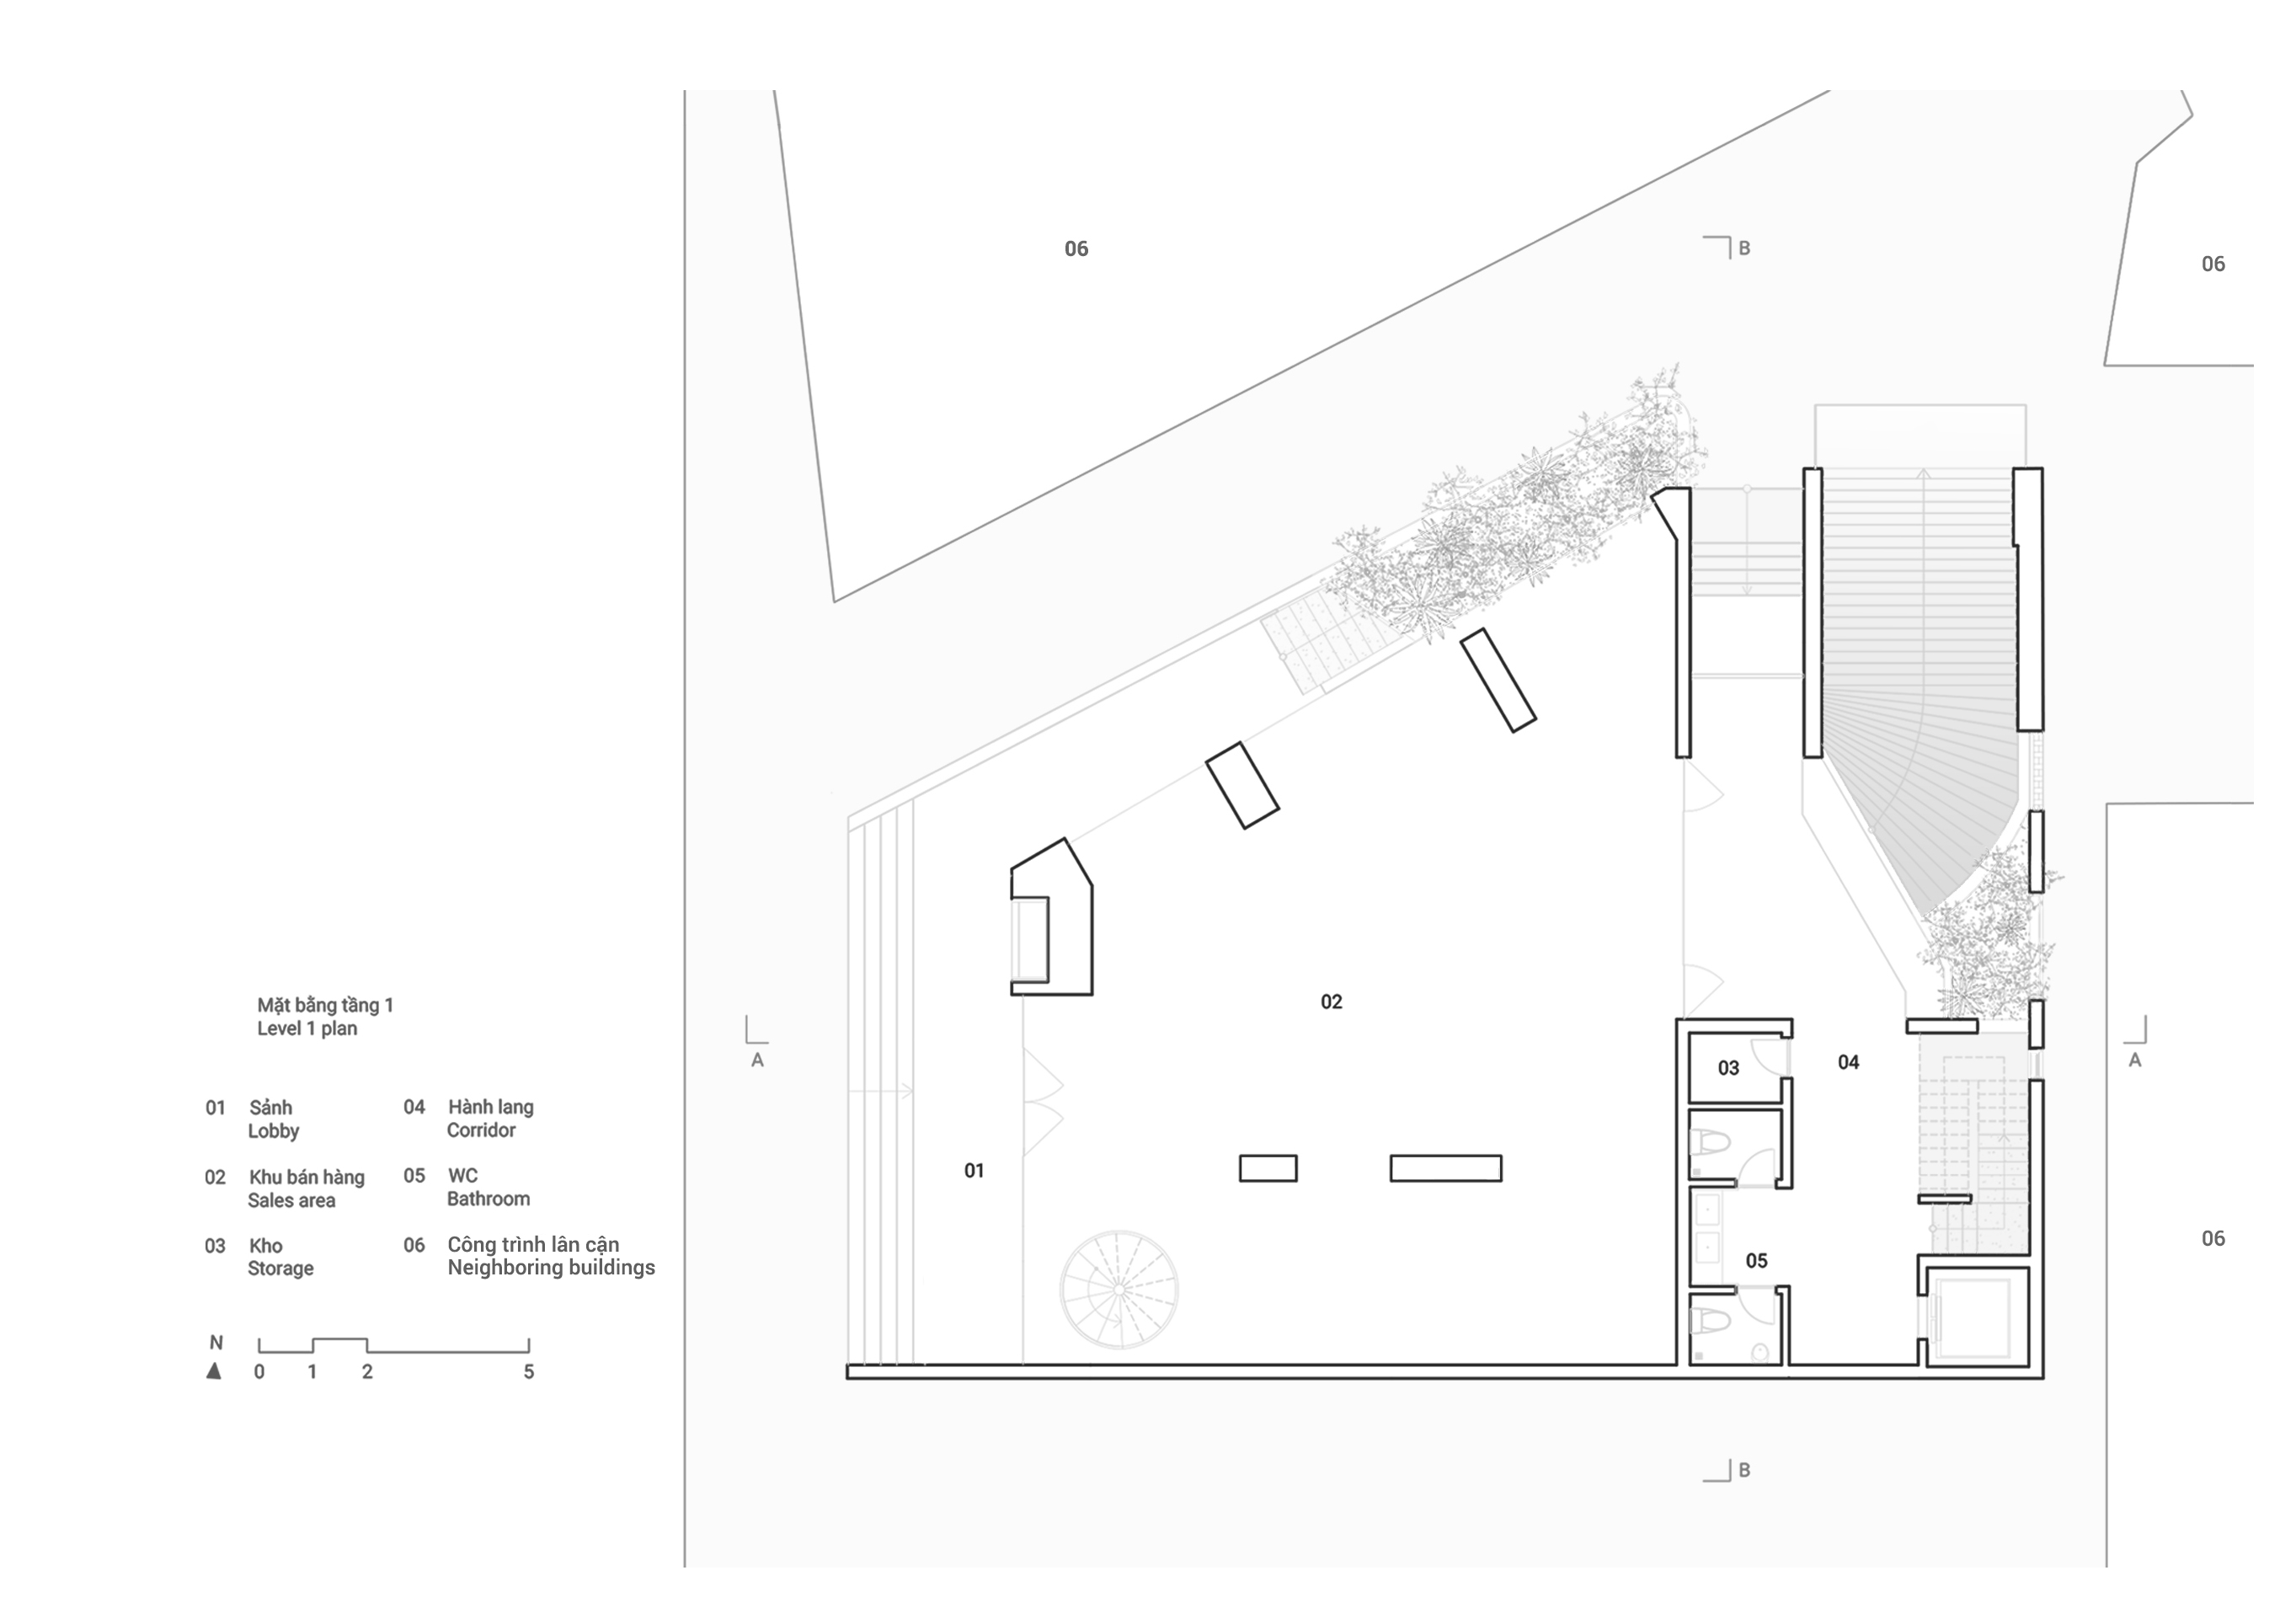 06
B
06
Mặt bằng tầng 1
Level 1 plan
02
A
A
03
04
01 Sảnh
Lobby
04 Hành lang
Corridor
02 Khu bán hàng
Sales area
05 WC
Bathroom
01
03 Kho
Storage
06 Công trình lân cận
Neighboring buildings
05
06
N
0 1 2 5
B